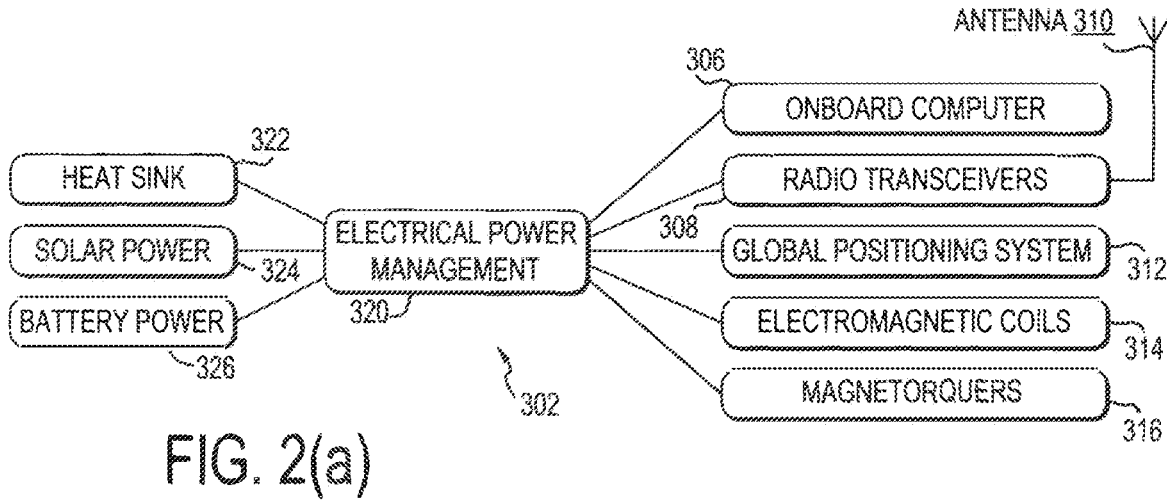 ANTENNA 310
306
ONBOARD COMPUTER
322
HEAT SINK
RADIO TRANSCEIVERS
308
ELECTRICAL POWER
MANAGEMENT
320
SOLAR POWER
324
GLOBAL POSITIONING SYSTEM
312
BATTERY POWER
326
ELECTROMAGNETIC COILS
314
MAGNETORQUERS
316
302
FIG. 2(a)